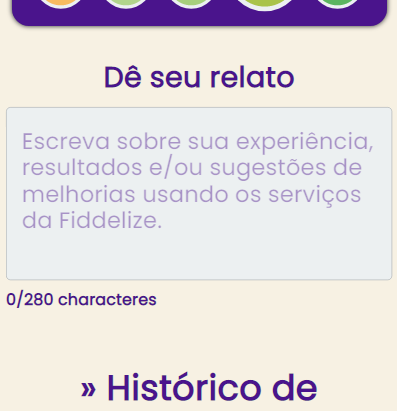 Dê seu relato
Escreva sobre sua experiência,
resultados e/ou sugestões de
melhorias usando os serviços
da Fiddelize.
0/280 characteres
» Histórico de